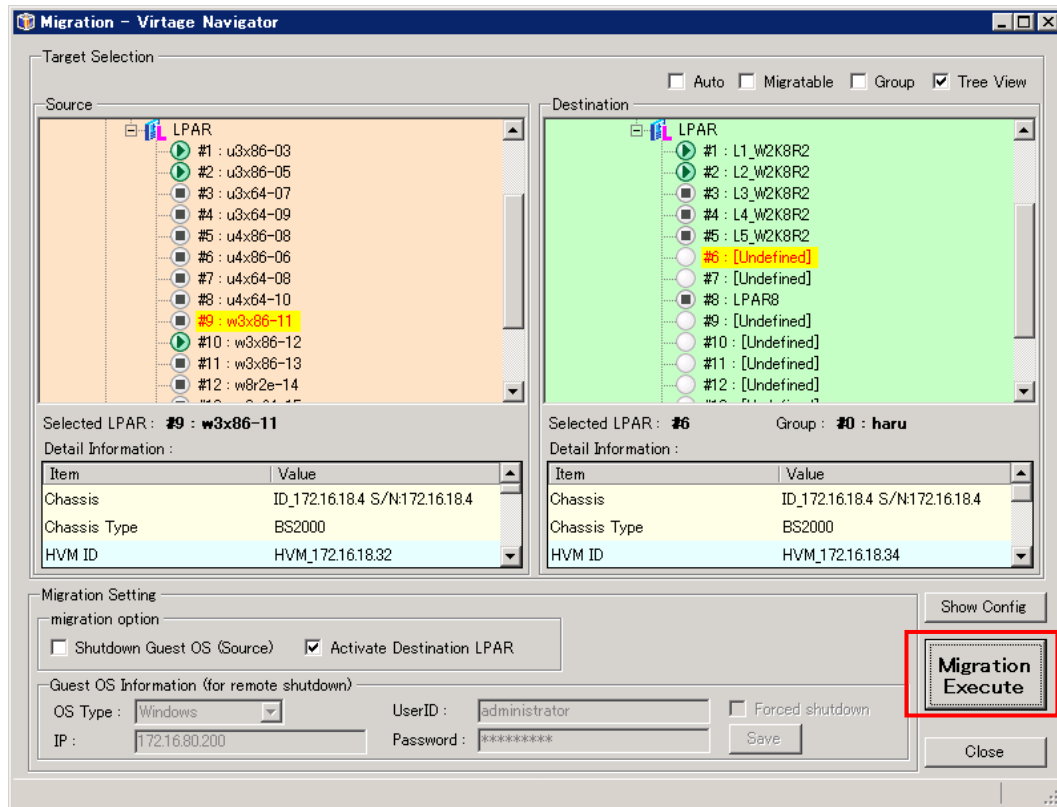 Migration - Virtage Navigator
Target Selection
Auto Migratable Group Tree View
Source
LPAR
#1 : u3x86-03
#2 : u3x86-05
#3 : u3x64-07
#4 : u3x64-09
#5 : u4x86-08
#6 : u4x86-06
#7 : u4x64-08
#8 : u4x64-10
#9 : w3x86-11
#10 : w3x86-12
#11 : w3x86-13
#12 : w8r2e-14
Selected LPAR : #9 : w3x86-11
Detail Information :
Item Value
Chassis ID_172.16.18.4 S/N:172.16.18.4
Chassis Type BS2000
HVM ID HVM_172.16.18.32
Destination
LPAR
#1 : L1_W2K8R2
#2 : L2_W2K8R2
#3 : L3_W2K8R2
#4 : L4_W2K8R2
#5 : L5_W2K8R2
#6 : [Undefined]
#7 : [Undefined]
#8 : LPAR8
#9 : [Undefined]
#10 : [Undefined]
#11 : [Undefined]
#12 : [Undefined]
Selected LPAR : #6 Group : #0 : haru
Detail Information :
Item Value
Chassis ID_172.16.18.4 S/N:172.16.18.4
Chassis Type BS2000
HVM ID HVM_172.16.18.34
Migration Setting
migration option
Shutdown Guest OS (Source) Activate Destination LPAR
Guest OS Information (for remote shutdown)
OS Type : Windows UserID : administrator Forced shutdown
IP : 172.16.80.200 Password : ********* Save
Show Config
Migration
Execute
Close